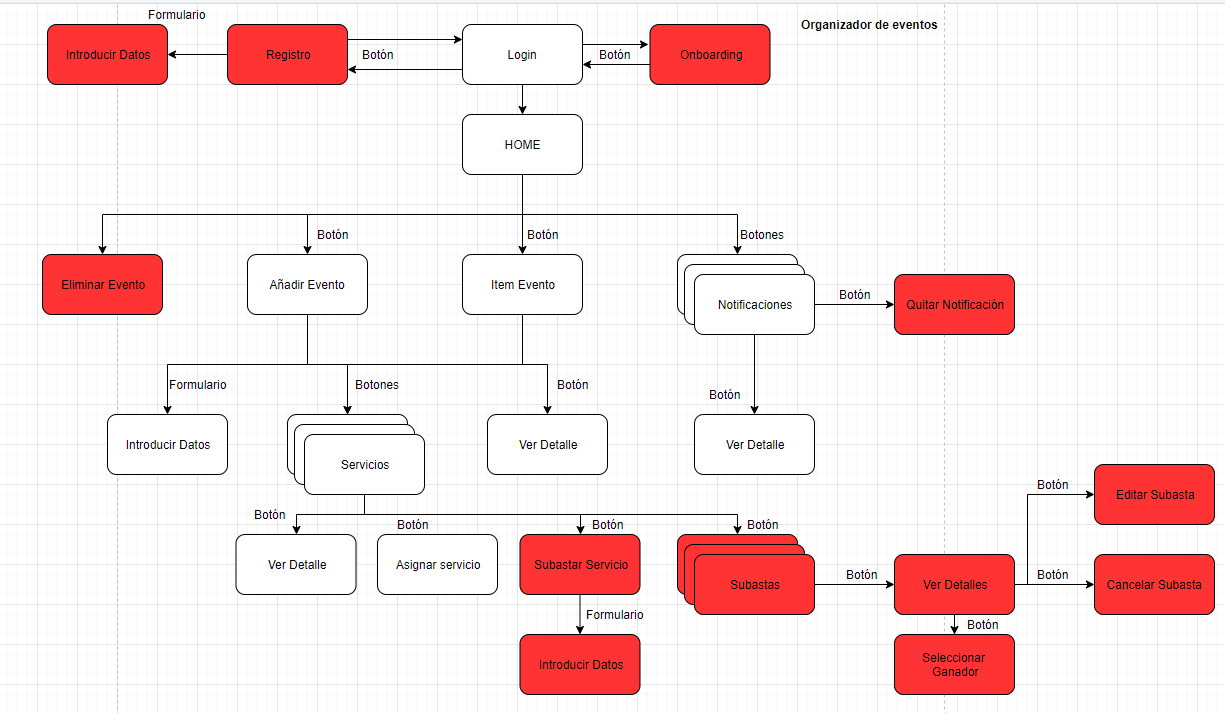 Formulario
Organizador de eventos
Introducir Datos
Registro
Botón
Login
Botón
Onboarding
HOME
Botón
Botón
Botones
Eliminar Evento
Añadir Evento
Item Evento
Notificaciones
Botón
Quitar Notificación
Formulario
Botones
Botón
Botón
Introducir Datos
Servicios
Ver Detalle
Ver Detalle
Botón
Botón
Botón
Botón
Botón
Editar Subasta
Ver Detalle
Asignar servicio
Subastar Servicio
Subastas
Botón
Ver Detalles
Botón
Cancelar Subasta
Formulario
Botón
Introducir Datos
Seleccionar
Ganador